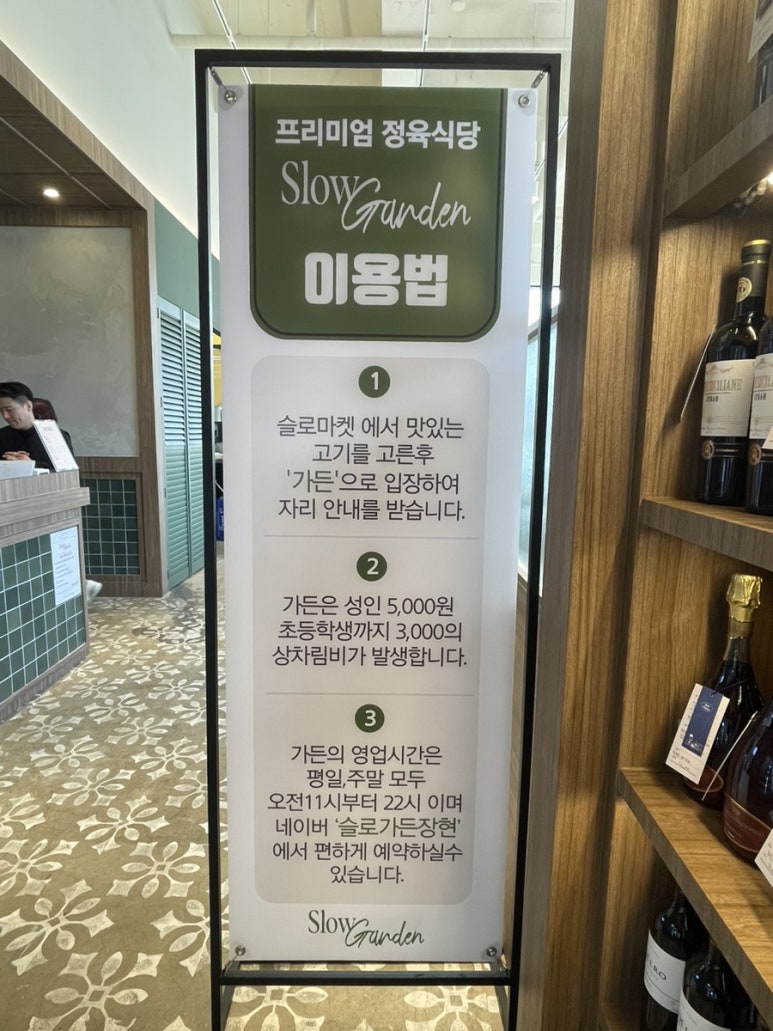 프리미엄 정육식당
Slow Garden
이용법
1
슬로마켓 에서 맛있는
고기를 고른후
'가든'으로 입장하여
자리 안내를 받습니다.
2
가든은 성인 5,000원
초등학생까지 3,000의
상차림비가 발생합니다.
3
가든의 영업시간은
평일,주말 모두
오전11시부터 22시 이며
네이버 '슬로가든장현'
에서 편하게 예약하실수
있습니다.
Slow Garden